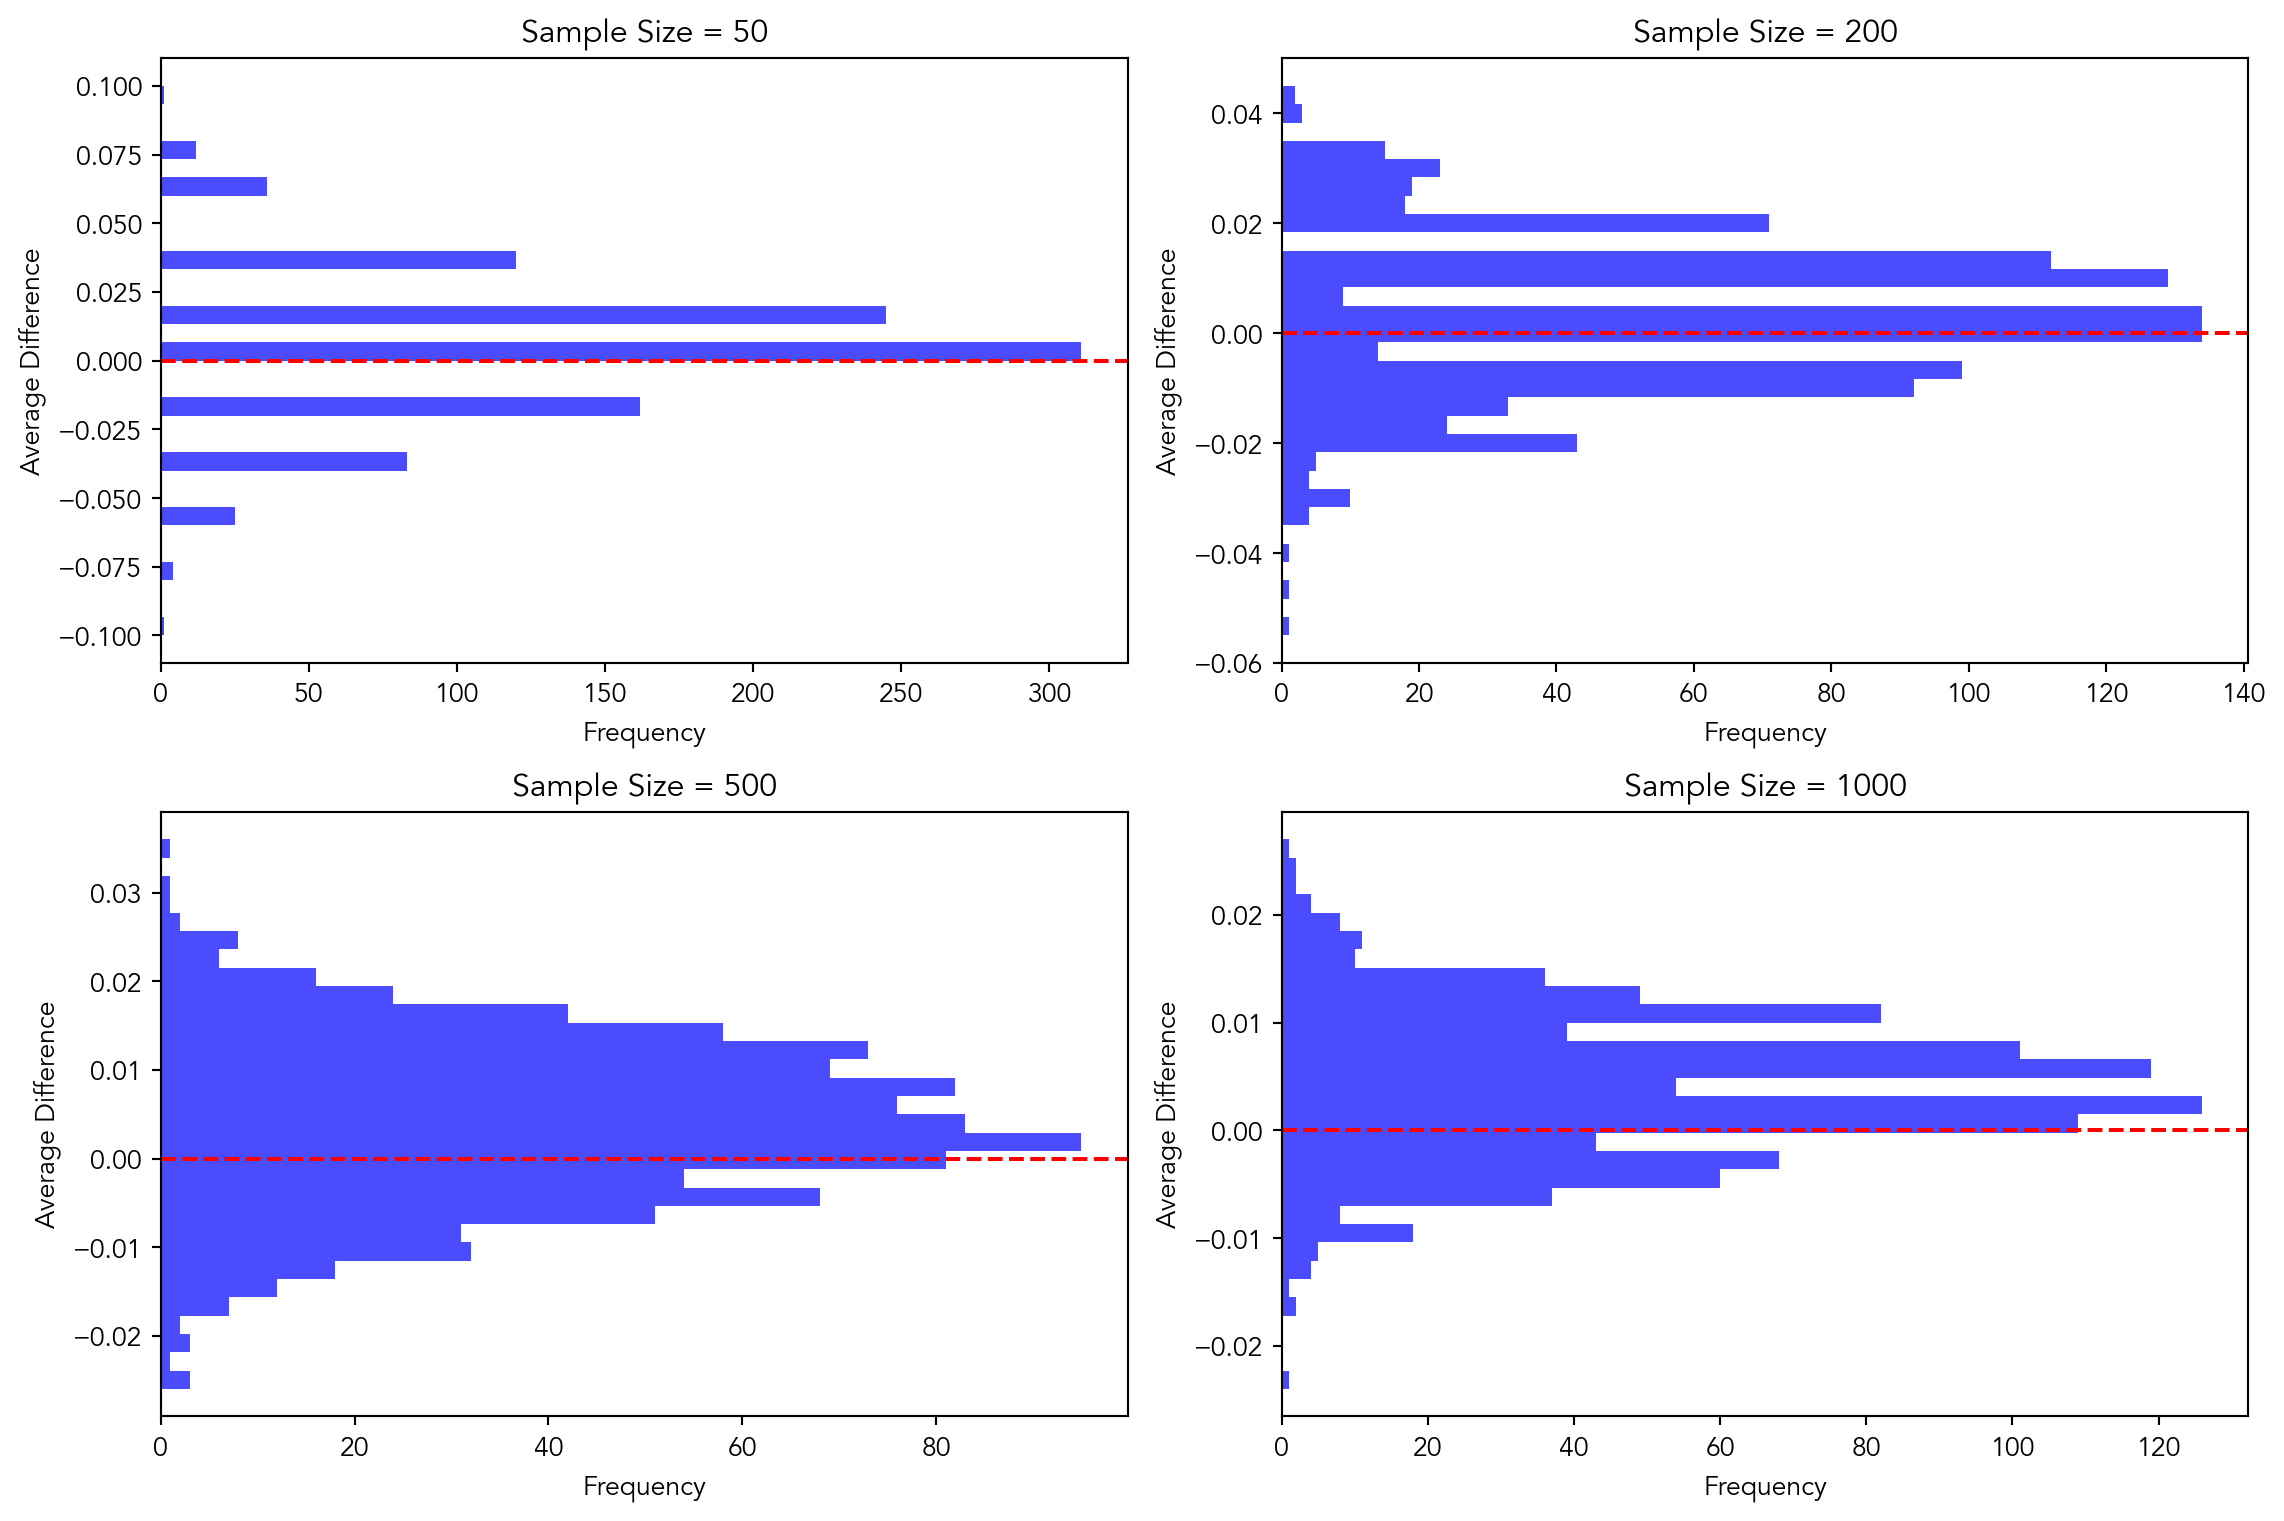 Sample Size = 50
0.100
0.075
0.050
0.025
0.000
−0.025
−0.050
−0.075
−0.100
Average Difference
0 50 100 150 200 250 300
Frequency
Sample Size = 200
0.04
0.02
0.00
−0.02
−0.04
−0.06
Average Difference
0 20 40 60 80 100 120 140
Frequency
Sample Size = 500
0.03
0.02
0.01
0.00
−0.01
−0.02
Average Difference
0 20 40 60 80
Frequency
Sample Size = 1000
0.02
0.01
0.00
−0.01
−0.02
Average Difference
0 20 40 60 80 100 120
Frequency